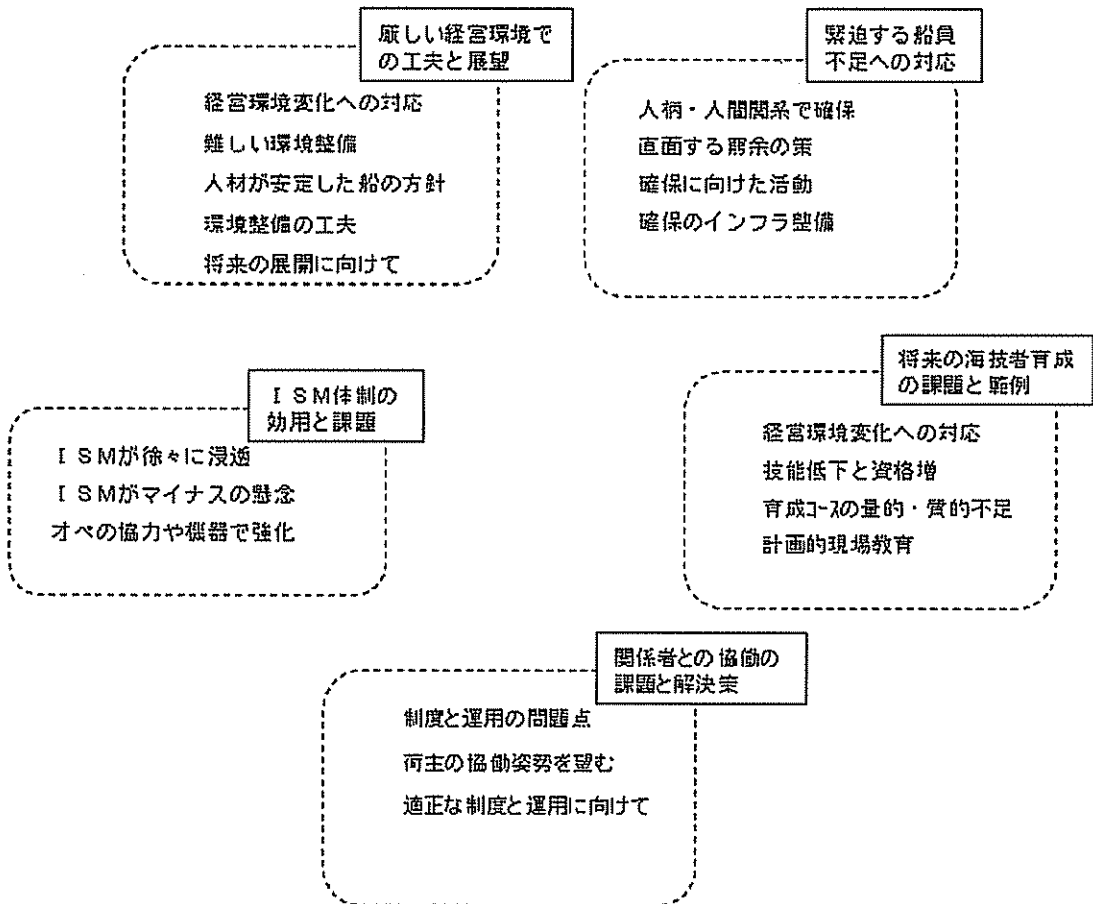 厳しい経営環境で
の工夫と展望
経営環境変化への対応
難しい環境整備
人材が安定した船の方針
環境整備の工夫
将来の展開に向けて
緊迫する船員
不足への対応
人柄・人間関系で確保
直面する窮余の策
確保に向けた活動
確保のインフラ整備
ＩＳＭ体制の
効用と課題
ＩＳＭが徐々に浸透
ＩＳＭがマイナスの懸念
オペの協力や機器で強化
将来の海技者育成
の課題と範例
経営環境変化への対応
技能低下と資格増
育成コースの量的・質的不足
計画的現場教育
関係者との協働の
課題と解決策
制度と運用の問題点
荷主の協働姿勢を望む
適正な制度と運用に向けて